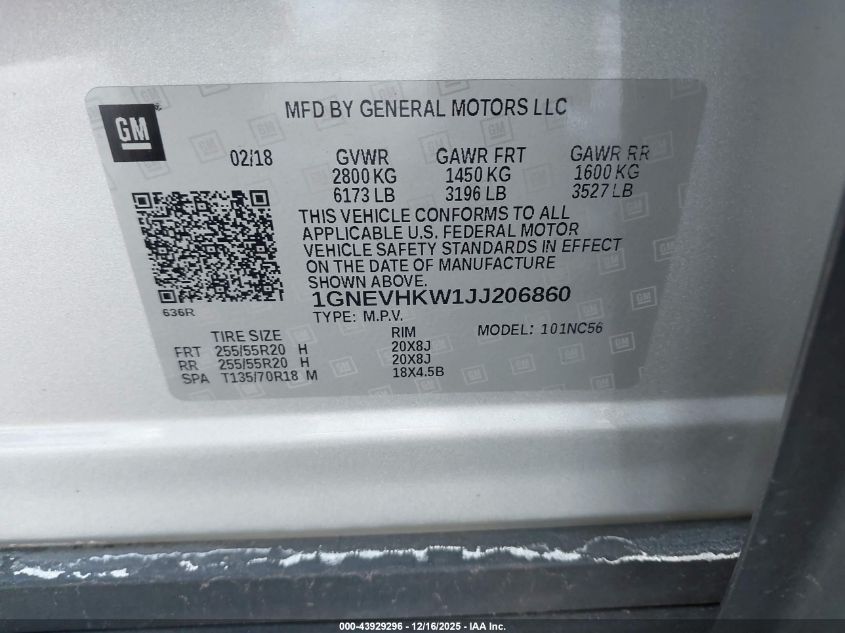 GM
MFD BY GENERAL MOTORS LLC
02/18 GVWR GAWR FRT GAWR RR
2800 KG 1450 KG 1600 KG
6173 LB 3196 LB 3527 LB
THIS VEHICLE CONFORMS TO ALL
APPLICABLE U.S. FEDERAL MOTOR
VEHICLE SAFETY STANDARDS IN EFFECT
ON THE DATE OF MANUFACTURE
SHOWN ABOVE.
1GNEVHKW1JJ206860
636R
TYPE: M.P.V. MODEL: 101NC56
TIRE SIZE RIM
FRT 255/55R20 H 20X8J
RR 255/55R20 H 20X8J
SPA T135/70R18 M 18X4.5B
000-43929296 - 12/16/2025 - IAA Inc.